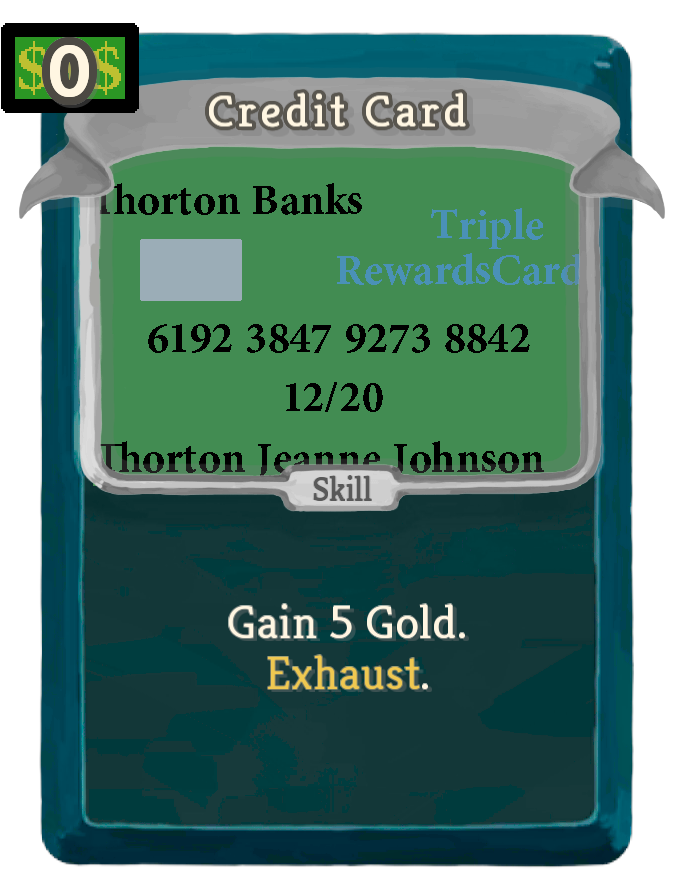 $0$
Credit Card
Thorton Banks
Triple
RewardsCard
6192 3847 9273 8842
12/20
Thorton Jeanne Johnson
Skill
Gain 5 Gold.
Exhaust.